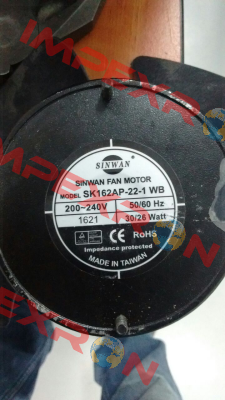 IMPEXRON
SINWAN
SINWAN FAN MOTOR
MODEL SK162AP-22-1 WB
200~240V 50/60 Hz
1621 30/26 Watt
CE RoHS
Impedance protected
MADE IN TAIWAN
IMPEXRON